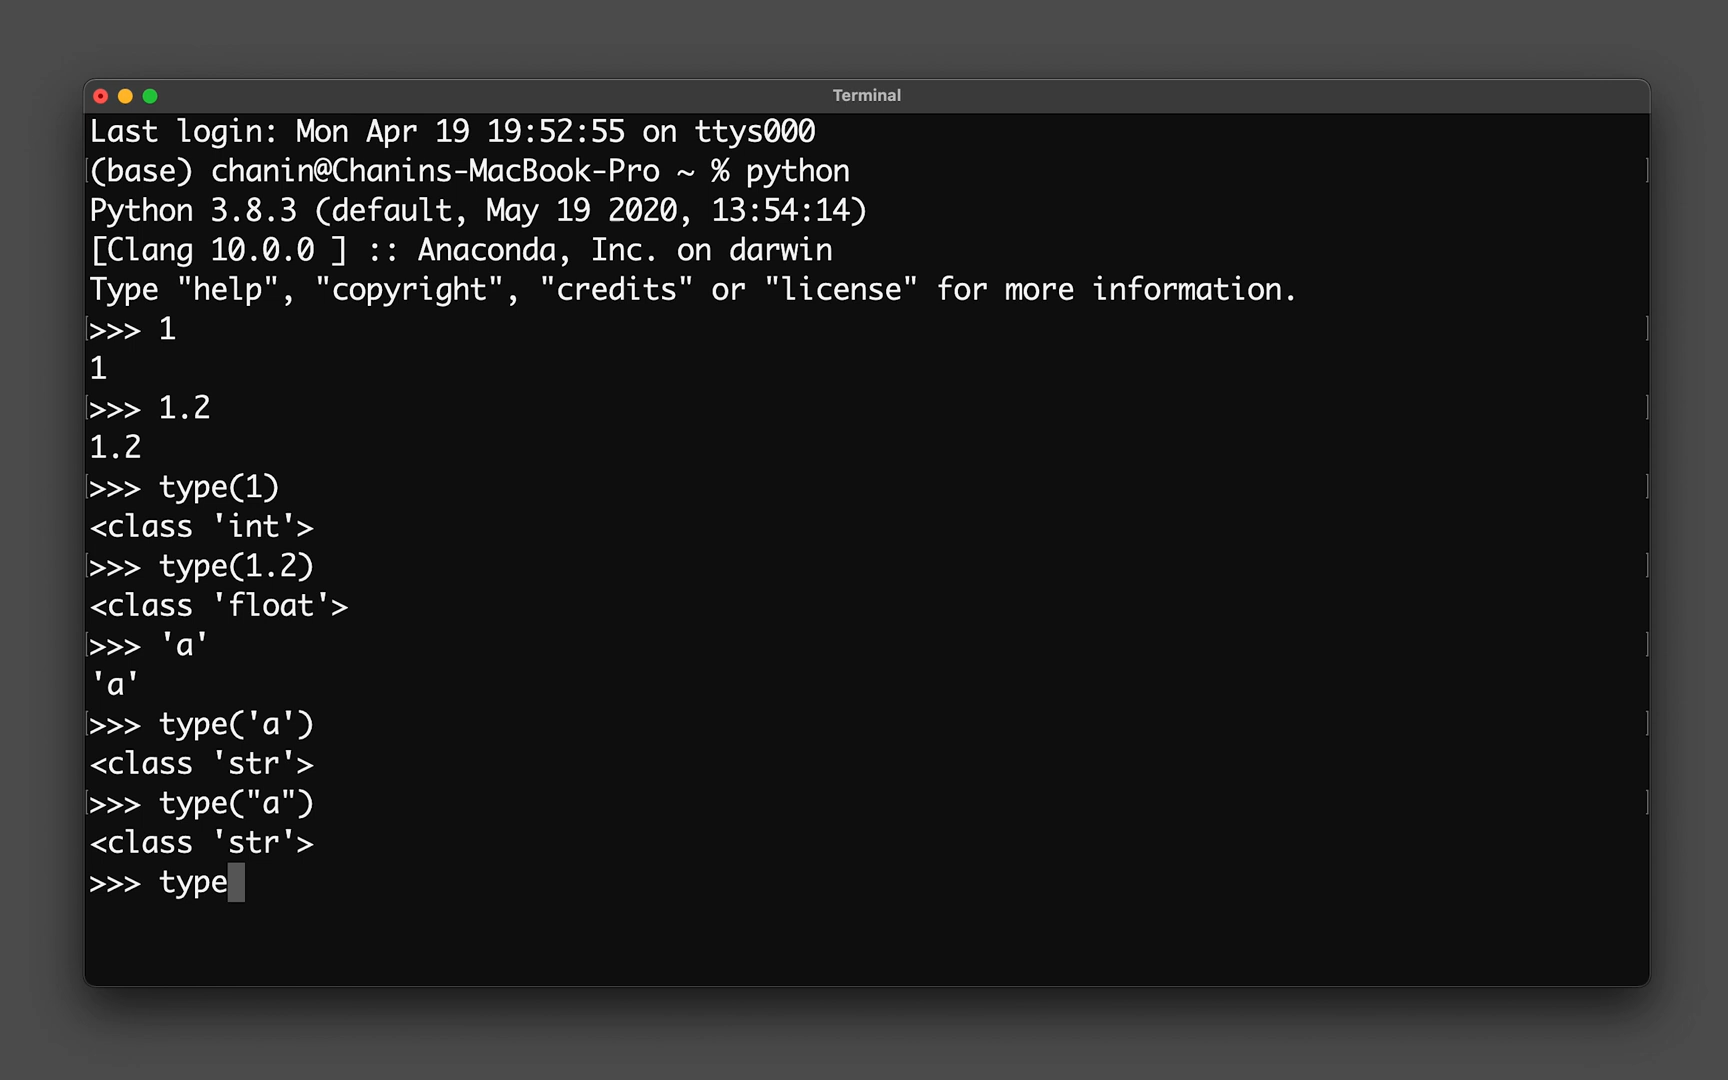 Terminal
Last login: Mon Apr 19 19:52:55 on ttys000
(base) chanin@Chanins-MacBook-Pro ~ % python
Python 3.8.3 (default, May 19 2020, 13:54:14)
[Clang 10.0.0 ] :: Anaconda, Inc. on darwin
Type "help", "copyright", "credits" or "license" for more information.
>>> 1
1
>>> 1.2
1.2
>>> type(1)
<class 'int'>
>>> type(1.2)
<class 'float'>
>>> 'a'
'a'
>>> type('a')
<class 'str'>
>>> type("a")
<class 'str'>
>>> type